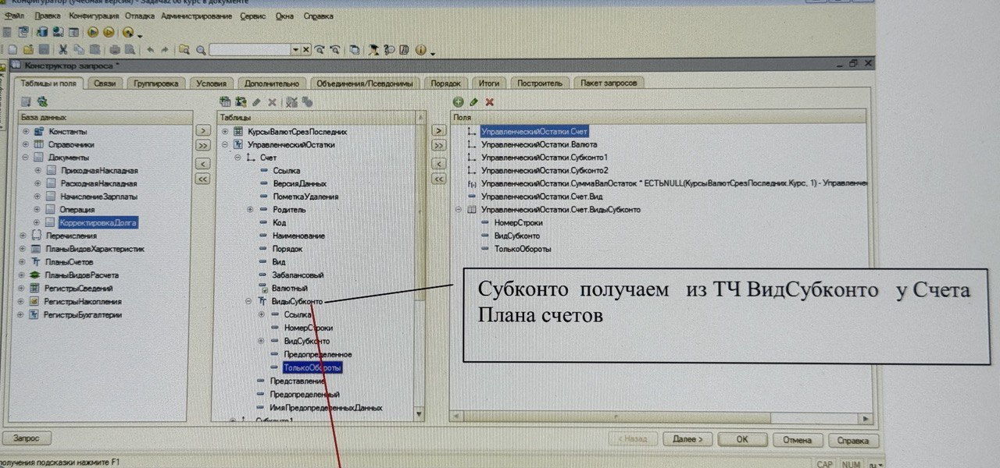 Конфигуратор (учебная версия) - Задача2 об курс в документе
Файл Правка Конфигурация Отладка Администрирование Сервис Окна Справка
Конструктор запроса *
Таблицы и поля Связи Группировка Условия Дополнительно Объединения/Псевдонимы Порядок Итоги Построитель Пакет запросов
База данных
Константы
Справочники
Документы
ПриходнаяНакладная
РасходнаяНакладная
НачислениеЗарплаты
Операция
КорректировкаДолга
Перечисления
ПланыВидовХарактеристик
ПланыСчетов
ПланыВидовРасчета
РегистрыСведений
РегистрыНакопления
РегистрыБухгалтерии
Таблицы
КурсыВалютСрезПоследних
УправленческийОстатки
Счет
Ссылка
ВерсияДанных
ПометкаУдаления
Родитель
Код
Наименование
Порядок
Вид
Забалансовый
Валютный
ВидыСубконто
Ссылка
НомерСтроки
ВидСубконто
Предопределенное
ТолькоОбороты
Представление
Предопределенный
ИмяПредопределенныхДанных
Субконто1
Поля
УправленческийОстатки.Счет
УправленческийОстатки.Валюта
УправленческийОстатки.Субконто1
УправленческийОстатки.Субконто2
УправленческийОстатки.СуммаВалОстаток * ЕСТЬNULL(КурсыВалютСрезПоследних.Курс, 1) - Управленче
УправленческийОстатки.Счет.Вид
УправленческийОстатки.Счет.ВидыСубконто
НомерСтроки
ВидСубконто
ТолькоОбороты
Субконто получаем из ТЧ ВидСубконто у Счета
Плана счетов
Запрос < Назад Далее > ОК Отмена Справка
получения подсказки нажмите F1
CAP NUM ru